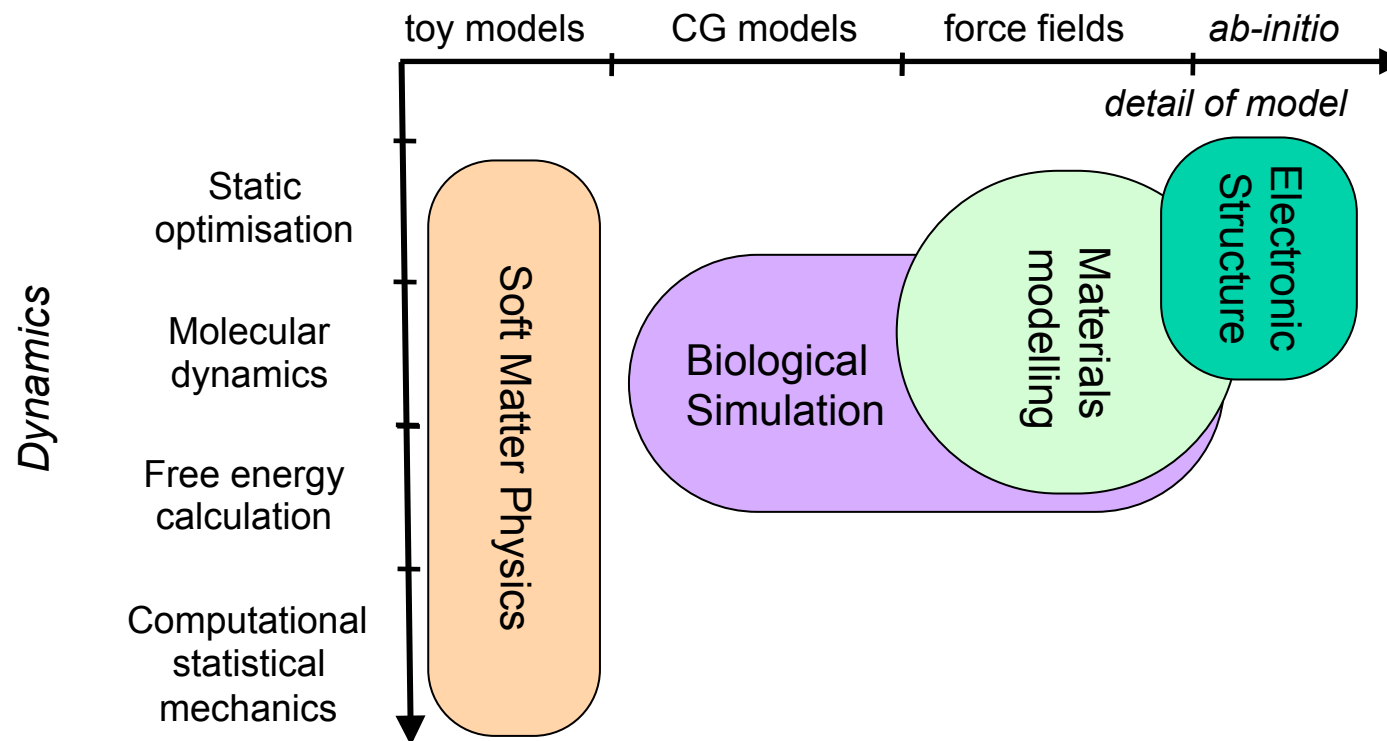 toy models
CG models
force fields
ab-initio
detail of model
Dynamics
Static
optimisation
Molecular
dynamics
Free energy
calculation
Computational
statistical
mechanics
Soft Matter Physics
Biological
Simulation
Materials
modelling
Electronic
Structure